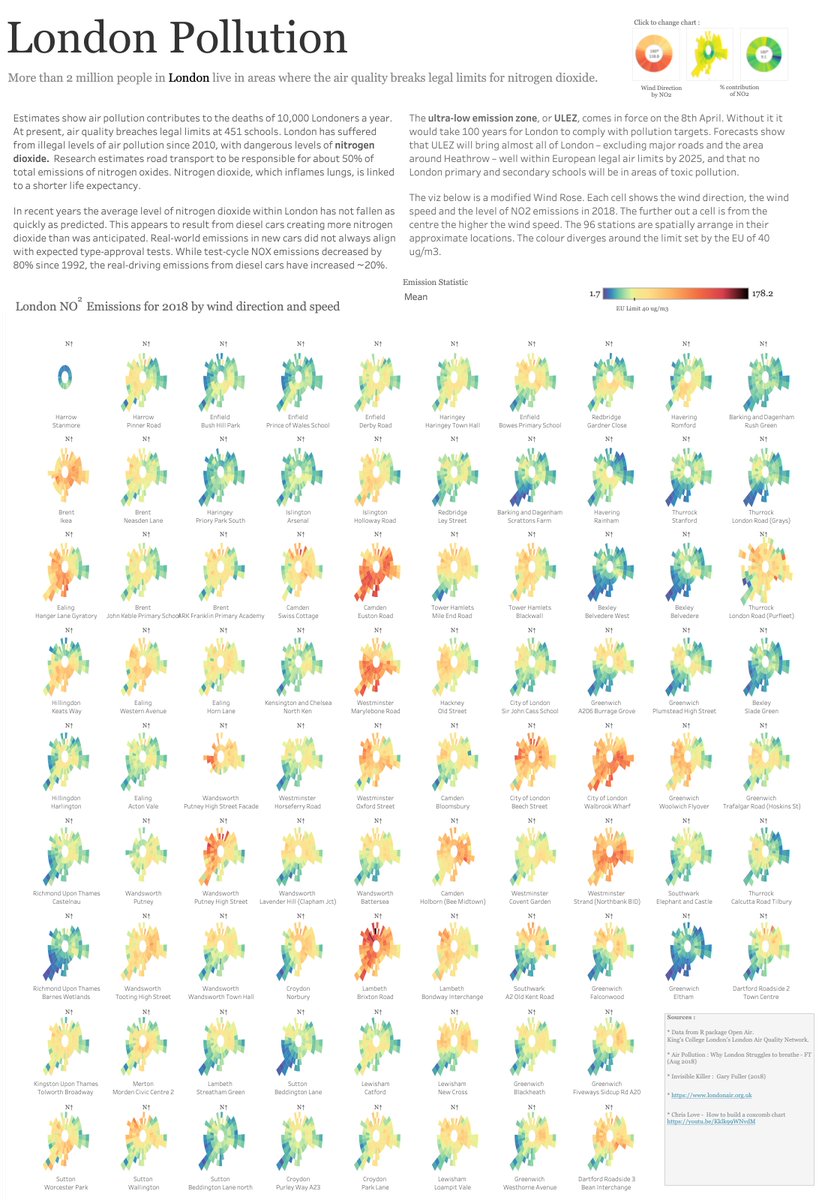 London Pollution
Click to change chart :
Wind Direction
by NO2
% contribution
of NO2
More than 2 million people in London live in areas where the air quality breaks legal limits for nitrogen dioxide.
Estimates show air pollution contributes to the deaths of 10,000 Londoners a year.
At present, air quality breaches legal limits at 451 schools. London has suffered
from illegal levels of air pollution since 2010, with dangerous levels of nitrogen
dioxide. Research estimates road transport to be responsible for about 50% of
total emissions of nitrogen oxides. Nitrogen dioxide, which inflames lungs, is linked
to a shorter life expectancy.
In recent years the average level of nitrogen dioxide within London has not fallen as
quickly as predicted. This appears to result from diesel cars creating more nitrogen
dioxide than was anticipated. Real-world emissions in new cars did not always align
with expected type-approval tests. While test-cycle NOX emissions decreased by
80% since 1992, the real-driving emissions from diesel cars have increased ~20%.
The ultra-low emission zone, or ULEZ, comes in force on the 8th April. Without it it
would take 100 years for London to comply with pollution targets. Forecasts show
that ULEZ will bring almost all of London – excluding major roads and the area
around Heathrow – well within European legal air limits by 2025, and that no
London primary and secondary schools will be in areas of toxic pollution.
The viz below is a modified Wind Rose. Each cell shows the wind direction, the wind
speed and the level of NO2 emissions in 2018. The further out a cell is from the
centre the higher the wind speed. The 96 stations are spatially arrange in their
approximate locations. The colour diverges around the limit set by the EU of 40
ug/m3.
Emission Statistic
Mean
1.7 178.2
EU Limit 40 ug/m3
London NO2 Emissions for 2018 by wind direction and speed
N↑ N↑ N↑ N↑ N↑ N↑ N↑ N↑ N↑ N↑
Harrow Harrow Enfield Enfield Enfield Haringey Enfield Redbridge Havering Barking and Dagenham
Stanmore Pinner Road Bush Hill Park Prince of Wales School Derby Road Haringey Town Hall Bowes Primary School Gardner Close Romford Rush Green
N↑ N↑ N↑ N↑ N↑ N↑ N↑ N↑ N↑ N↑
Brent Brent Haringey Islington Islington Redbridge Barking and Dagenham Havering Thurrock Thurrock
Ikea Neasden Lane Priory Park South Arsenal Holloway Road Ley Street Scrattons Farm Rainham Stanford London Road (Grays)
N↑ N↑ N↑ N↑ N↑ N↑ N↑ N↑ N↑ N↑
Ealing Brent Brent Camden Camden Tower Hamlets Tower Hamlets Bexley Bexley Thurrock
Hanger Lane Gyratory John Keble Primary School ARK Franklin Primary Academy Swiss Cottage Euston Road Mile End Road Blackwall Belvedere West Belvedere London Road (Purfleet)
N↑ N↑ N↑ N↑ N↑ N↑ N↑ N↑ N↑ N↑
Hillingdon Ealing Ealing Kensington and Chelsea Westminster Hackney City of London Greenwich Greenwich Bexley
Keats Way Western Avenue Horn Lane North Ken Marylebone Road Old Street Sir John Cass School A206 Burrage Grove Plumstead High Street Slade Green
N↑ N↑ N↑ N↑ N↑ N↑ N↑ N↑ N↑ N↑
Hillingdon Ealing Wandsworth Westminster Westminster Camden City of London City of London Greenwich Greenwich
Harlington Acton Vale Putney High Street Facade Horseferry Road Oxford Street Bloomsbury Beech Street Walbrook Wharf Woolwich Flyover Trafalgar Road (Hoskins St)
N↑ N↑ N↑ N↑ N↑ N↑ N↑ N↑ N↑ N↑
Richmond Upon Thames Wandsworth Wandsworth Wandsworth Wandsworth Camden Westminster Westminster Southwark Thurrock
Castelnau Putney Putney High Street Lavender Hill (Clapham Jct) Battersea Holborn (Bee Midtown) Covent Garden Strand (Northbank BID) Elephant and Castle Calcutta Road Tilbury
N↑ N↑ N↑ N↑ N↑ N↑ N↑ N↑ N↑ N↑
Richmond Upon Thames Wandsworth Wandsworth Croydon Lambeth Lambeth Southwark Greenwich Greenwich Dartford Roadside 2
Barnes Wetlands Tooting High Street Wandsworth Town Hall Norbury Brixton Road Bondway Interchange A2 Old Kent Road Falconwood Eltham Town Centre
N↑ N↑ N↑ N↑ N↑ N↑ N↑ N↑
Kingston Upon Thames Merton Lambeth Sutton Lewisham Lewisham Greenwich Greenwich
Tolworth Broadway Morden Civic Centre 2 Streatham Green Beddington Lane Catford New Cross Blackheath Fiveways Sidcup Rd A20
N↑ N↑ N↑ N↑ N↑ N↑ N↑ N↑
Sutton Sutton Sutton Croydon Croydon Lewisham Greenwich Dartford Roadside 3
Worcester Park Wallington Beddington Lane north Purley Way A23 Park Lane Loampit Vale Westhorne Avenue Bean Interchange
Sources :
* Data from R package Open Air.
King's College London's London Air Quality Network.
* Air Pollution : Why London Struggles to breathe - FT
(Aug 2018)
* Invisible Killer : Gary Fuller (2018)
* https://www.londonair.org.uk
* Chris Love - How to build a coxcomb chart